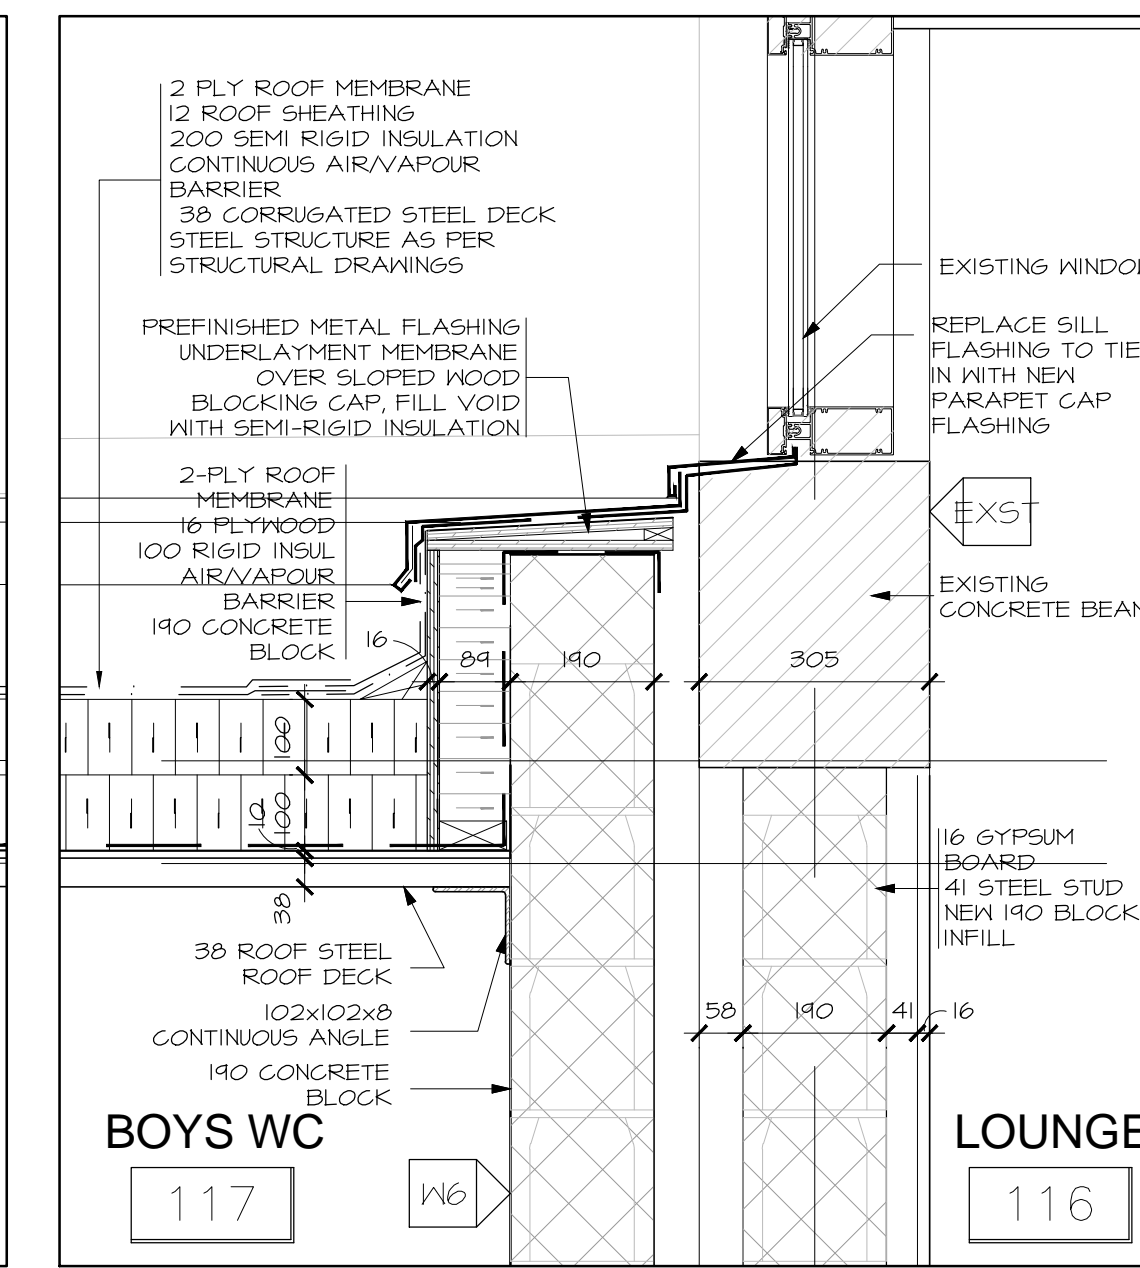 2 PLY ROOF MEMBRANE
12 ROOF SHEATHING
200 SEMI RIGID INSULATION
CONTINUOUS AIR/VAPOUR
BARRIER
38 CORRUGATED STEEL DECK
STEEL STRUCTURE AS PER
STRUCTURAL DRAWINGS
PREFINISHED METAL FLASHING
UNDERLAYMENT MEMBRANE
OVER SLOPED WOOD
BLOCKING CAP, FILL VOID
WITH SEMI-RIGID INSULATION
2-PLY ROOF
MEMBRANE
16 PLYWOOD
100 RIGID INSUL
AIR/VAPOUR
BARRIER
190 CONCRETE
BLOCK
EXISTING
REPLACE SILL
FLASHING TO TIE
IN WITH NEW
PARAPET CAP
FLASHING
EXST
EXISTING
CONCRETE
16
89
190
305
100
100
10
38
16 GYPSUM
BOARD
41 STEEL STUD
NEW 190 BLOCK
INFILL
38 ROOF STEEL
ROOF DECK
102x102x8
CONTINUOUS ANGLE
190 CONCRETE
BLOCK
58
190
41
16
BOYS WC
117
W6
LOUNGE
116